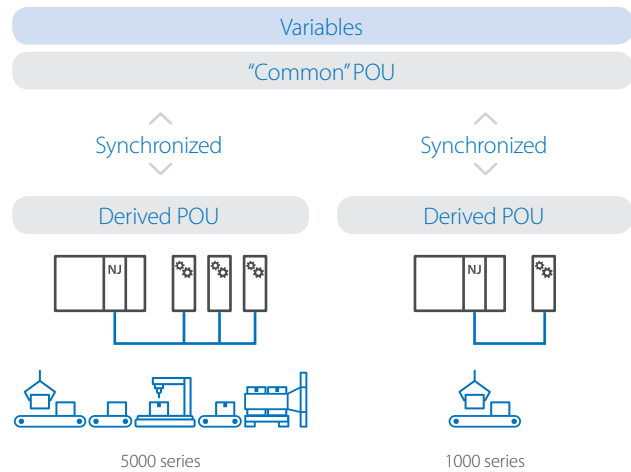 Variables
“Common” POU
Synchronized
Synchronized
Derived POU
Derived POU
NJ
NJ
5000 series
1000 series